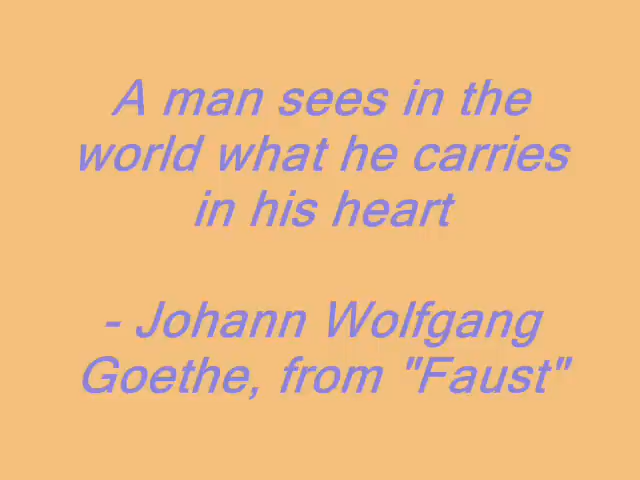 A man sees in the
world what he carries
in his heart
- Johann Wolfgang
Goethe, from "Faust"